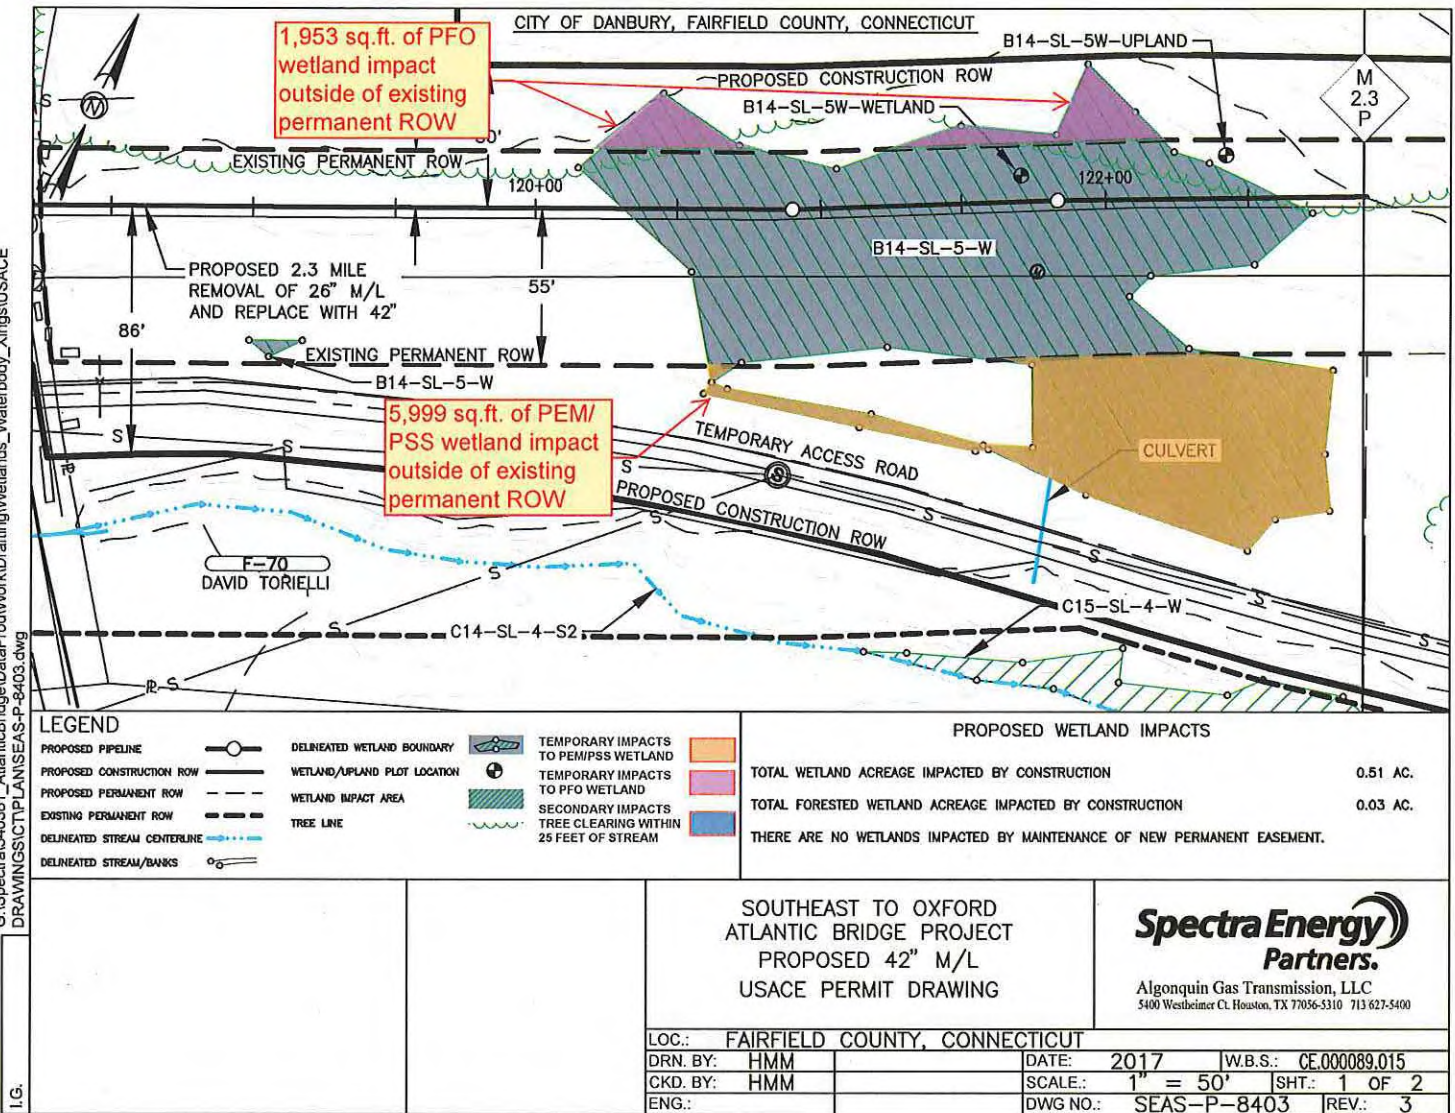 CITY OF DANBURY, FAIRFIELD COUNTY, CONNECTICUT
1,953 sq.ft. of PFO
wetland impact
outside of existing
permanent ROW
B14-SL-5W-UPLAND
PROPOSED CONSTRUCTION ROW
B14-SL-5W-WETLAND
M
2.3
P
N
S
EXISTING PERMANENT ROW
120+00
122+00
B14-SL-5-W
PROPOSED 2.3 MILE
REMOVAL OF 26" M/L
AND REPLACE WITH 42"
55'
86'
EXISTING PERMANENT ROW
B14-SL-5-W
5,999 sq.ft. of PEM/
PSS wetland impact
outside of existing
permanent ROW
TEMPORARY ACCESS ROAD
CULVERT
S
S
S
S
PROPOSED CONSTRUCTION ROW
S
S
S
F-70
DAVID TORIELLI
S
S
C15-SL-4-W
S
C14-SL-4-S2
S
S
LEGEND
PROPOSED PIPELINE
PROPOSED CONSTRUCTION ROW
PROPOSED PERMANENT ROW
EXISTING PERMANENT ROW
DELINEATED STREAM CENTERLINE
DELINEATED STREAM/BANKS
DELINEATED WETLAND BOUNDARY
WETLAND/UPLAND PLOT LOCATION
WETLAND IMPACT AREA
TREE LINE
TEMPORARY IMPACTS
TO PEM/PSS WETLAND
TEMPORARY IMPACTS
TO PFO WETLAND
SECONDARY IMPACTS
TREE CLEARING WITHIN
25 FEET OF STREAM
PROPOSED WETLAND IMPACTS
TOTAL WETLAND ACREAGE IMPACTED BY CONSTRUCTION 0.51 AC.
TOTAL FORESTED WETLAND ACREAGE IMPACTED BY CONSTRUCTION 0.03 AC.
THERE ARE NO WETLANDS IMPACTED BY MAINTENANCE OF NEW PERMANENT EASEMENT.
SOUTHEAST TO OXFORD
ATLANTIC BRIDGE PROJECT
PROPOSED 42" M/L
USACE PERMIT DRAWING
Spectra Energy
Partners.
Algonquin Gas Transmission, LLC
5400 Westheimer Ct. Houston, TX 77056-5310 713 627-5400
LOC.: FAIRFIELD COUNTY, CONNECTICUT
DRN. BY: HMM DATE: 2017 W.B.S.: CE.000089.015
CKD. BY: HMM SCALE.: 1" = 50' SHT.: 1 OF 2
ENG.: DWG NO.: SEAS-P-8403 REV.: 3
DRAWINGS\CT\PLAN\SEAS-P-8403.dwg
I.G.